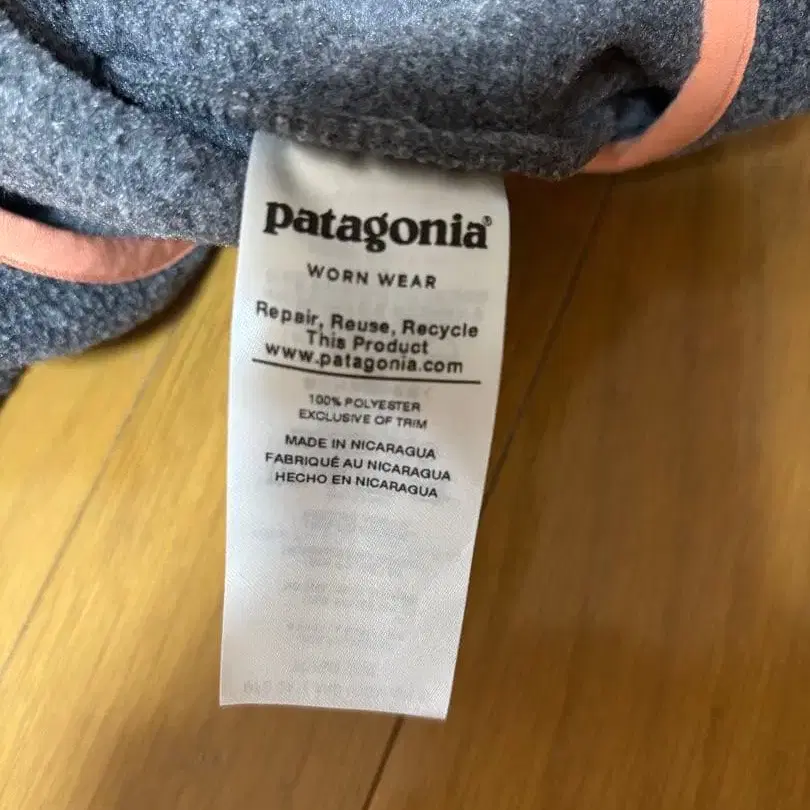 patagonia®
WORN WEAR
Repair, Reuse, Recycle
This Product
www.patagonia.com
100% POLYESTER
EXCLUSIVE OF TRIM
MADE IN NICARAGUA
FABRIQUÉ AU NICARAGUA
HECHO EN NICARAGUA